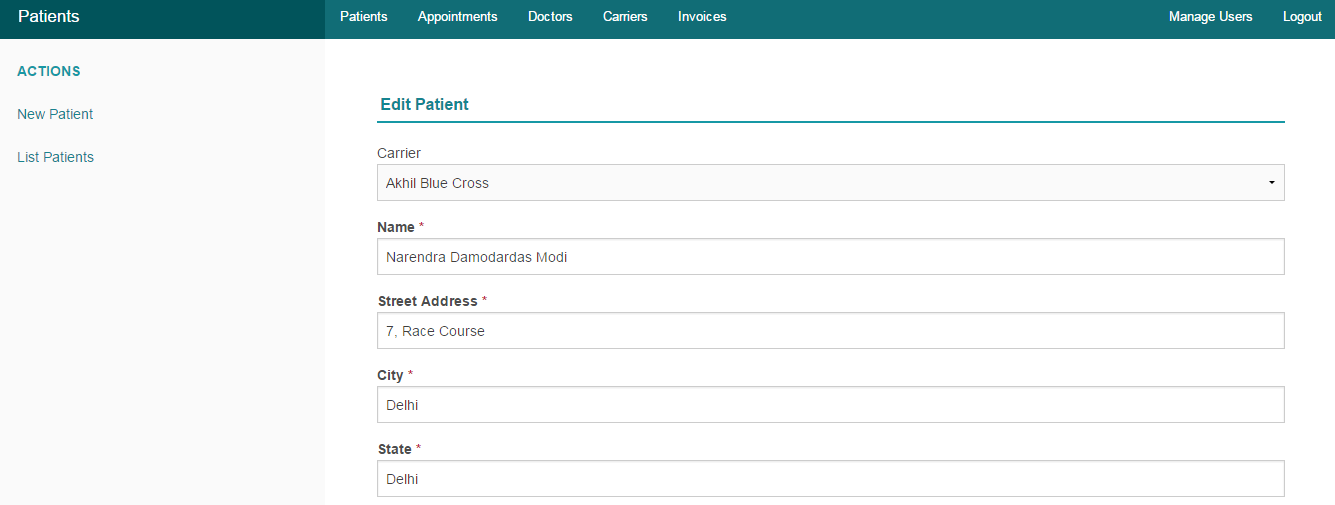 Patients Patients Appointments Doctors Carriers Invoices Manage Users Logout
ACTIONS
New Patient
List Patients
Edit Patient
Carrier
Akhil Blue Cross
Name *
Narendra Damodardas Modi
Street Address *
7, Race Course
City *
Delhi
State *
Delhi